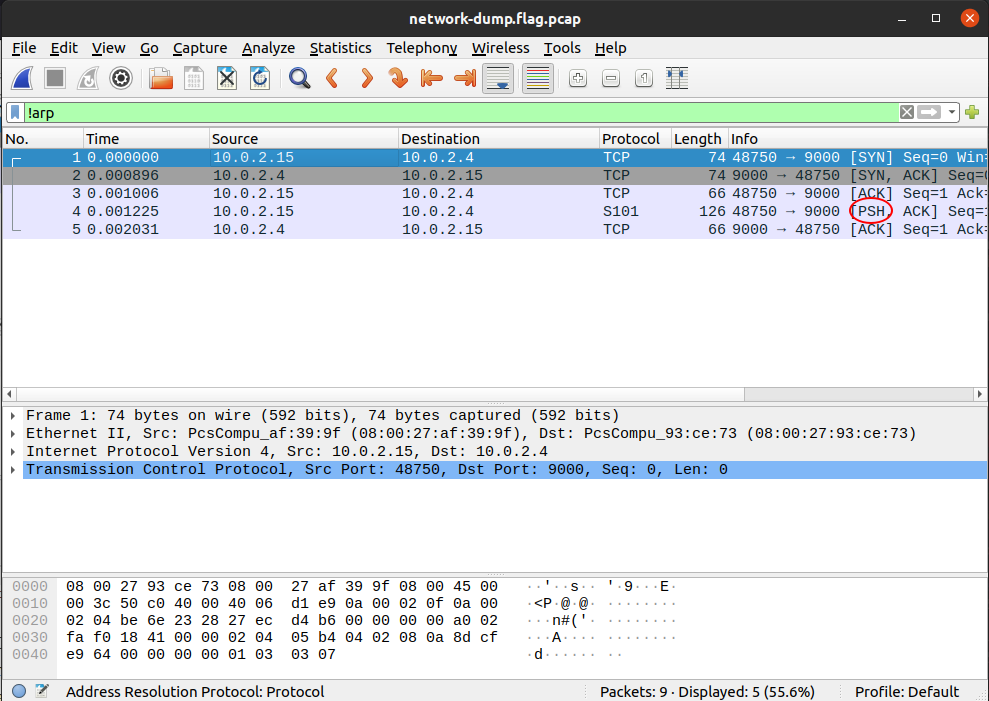 network-dump.flag.pcap
File Edit View Go Capture Analyze Statistics Telephony Wireless Tools Help
!arp
No. Time Source Destination Protocol Length Info
1 0.000000 10.0.2.15 10.0.2.4 TCP 74 48750 → 9000 [SYN] Seq=0 Win=
2 0.000896 10.0.2.4 10.0.2.15 TCP 74 9000 → 48750 [SYN, ACK] Seq=
3 0.001006 10.0.2.15 10.0.2.4 TCP 66 48750 → 9000 [ACK] Seq=1 Ack=
4 0.001225 10.0.2.15 10.0.2.4 S101 126 48750 → 9000 [PSH, ACK] Seq=1
5 0.002031 10.0.2.4 10.0.2.15 TCP 66 9000 → 48750 [ACK] Seq=1 Ack=
Frame 1: 74 bytes on wire (592 bits), 74 bytes captured (592 bits)
Ethernet II, Src: PcsCompu_af:39:9f (08:00:27:af:39:9f), Dst: PcsCompu_93:ce:73 (08:00:27:93:ce:73)
Internet Protocol Version 4, Src: 10.0.2.15, Dst: 10.0.2.4
Transmission Control Protocol, Src Port: 48750, Dst Port: 9000, Seq: 0, Len: 0
0000 08 00 27 93 ce 73 08 00 27 af 39 9f 08 00 45 00 ··'··s·· '·9···E·
0010 00 3c 50 c0 40 00 40 06 d1 e9 0a 00 02 0f 0a 00 ·<P·@·@· ········
0020 02 04 be 6e 23 28 27 ec d4 b6 00 00 00 00 a0 02 ···n#('· ········
0030 fa f0 18 41 00 00 02 04 05 b4 04 02 08 0a 8d cf ···A···· ········
0040 e9 64 00 00 00 00 01 03 03 07 ·d······ ··
Address Resolution Protocol: Protocol Packets: 9 · Displayed: 5 (55.6%) Profile: Default